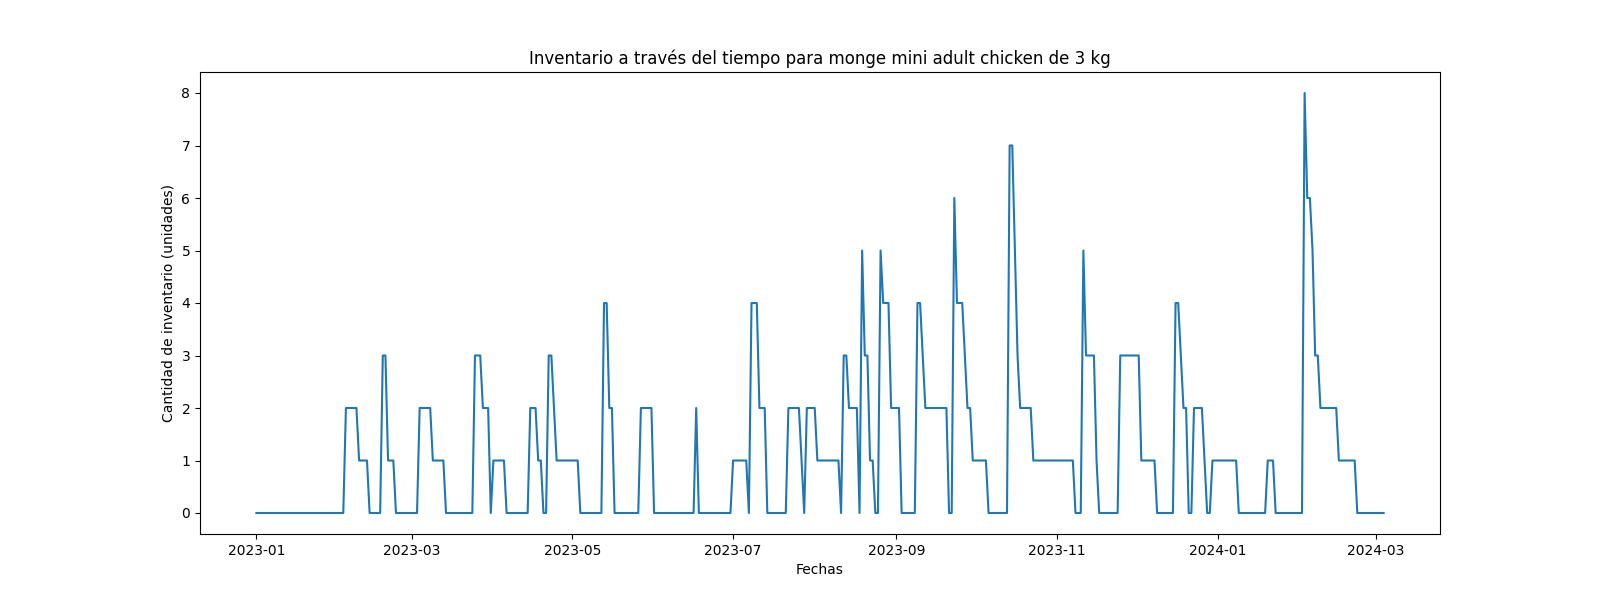 Inventario a través del tiempo para monge mini adult chicken de 3 kg
Cantidad de inventario (unidades)
8
7
6
5
4
3
2
1
0
2023-01 2023-03 2023-05 2023-07 2023-09 2023-11 2024-01 2024-03
Fechas